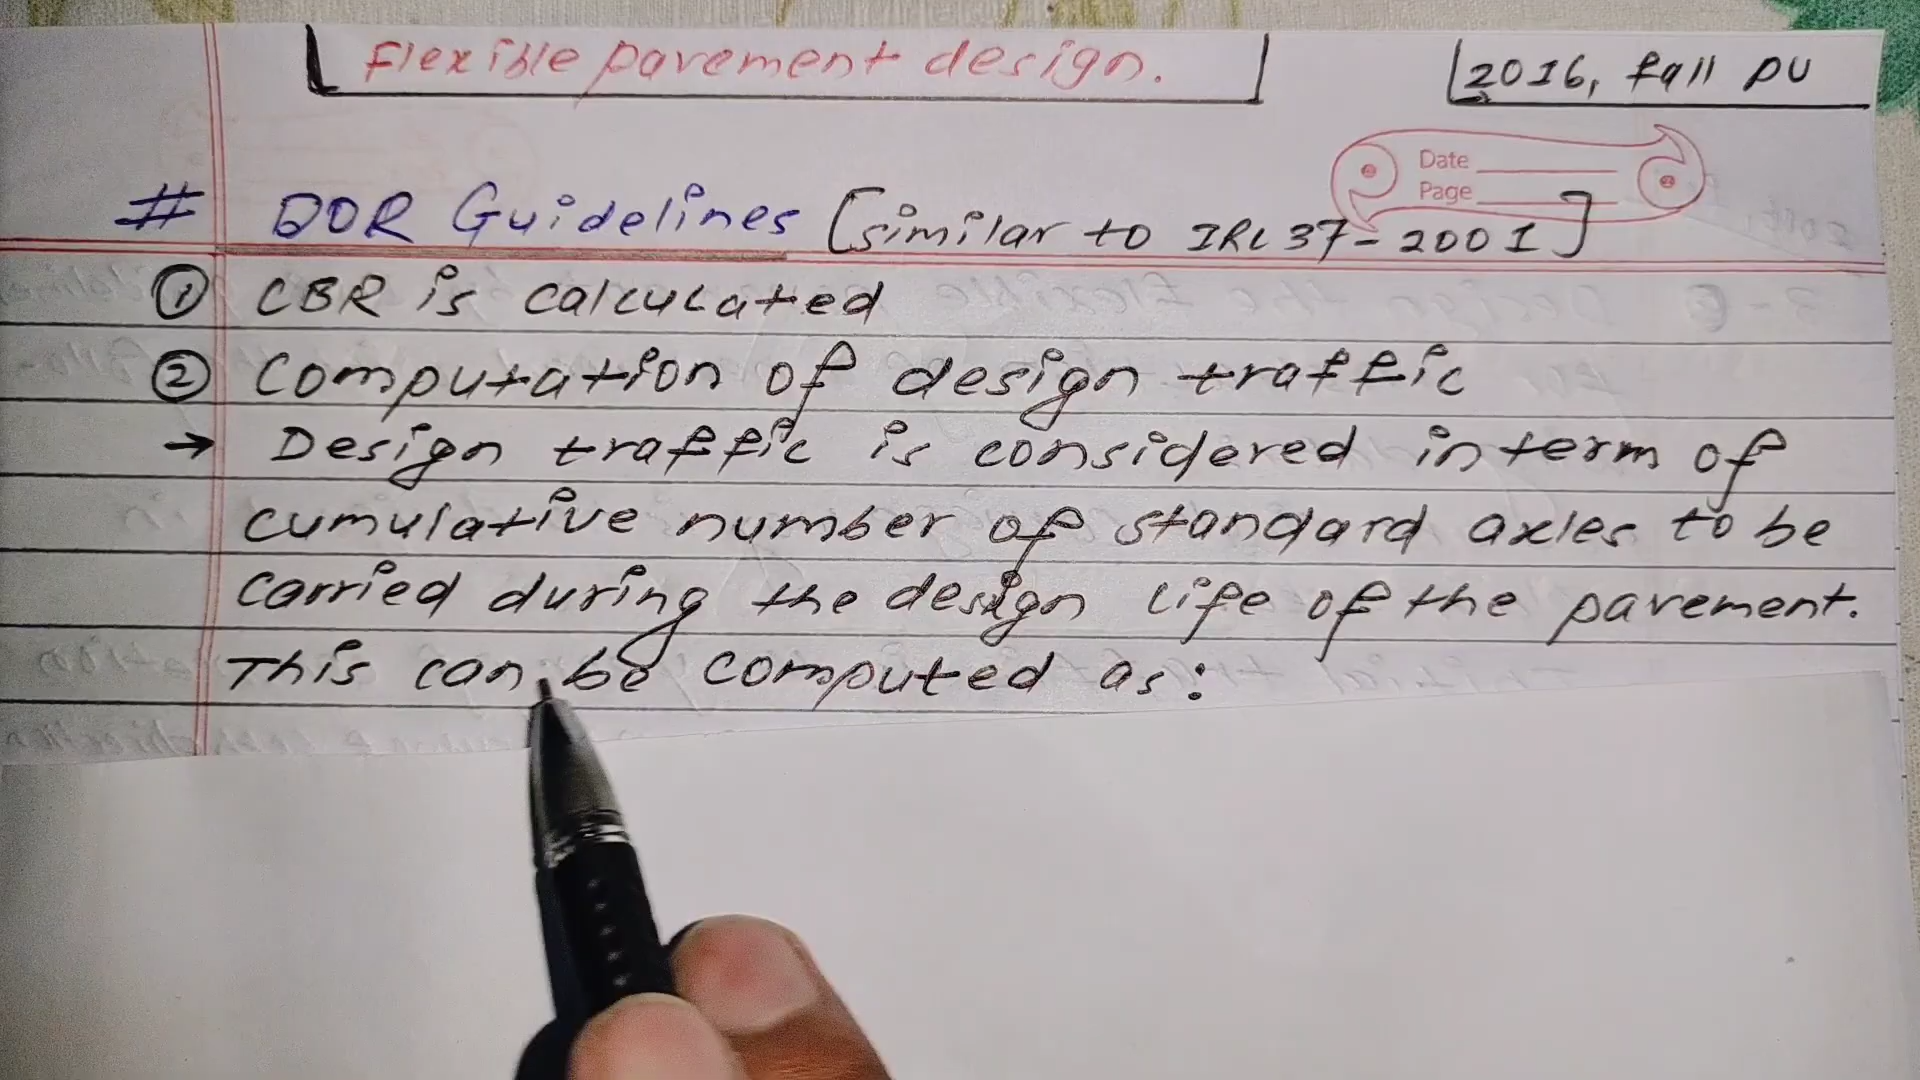 Flexible pavement design.
2016, fall PU
Date
Page
# DOR Guidelines [similar to IRC 37-2001]
① CBR is calculated
② Computation of design traffic
→ Design traffic is considered in term of
cumulative number of standard axles to be
carried during the design life of the pavement.
This can be computed as: